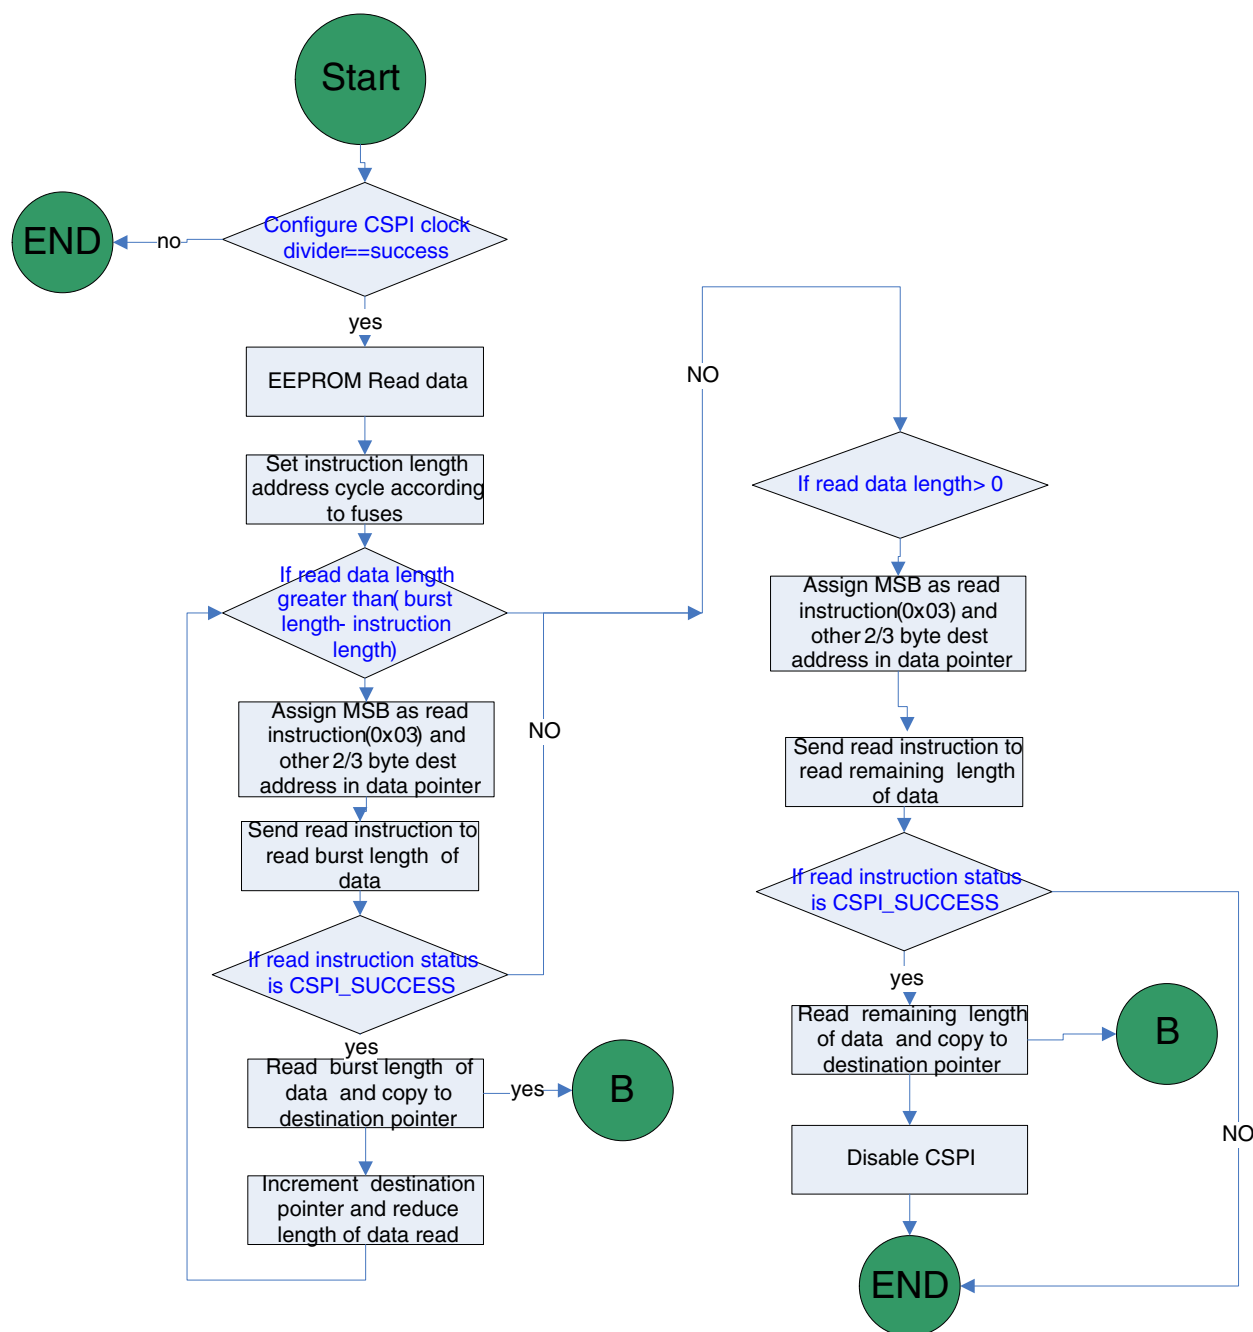 Start
Configure CSPI clock
divider==success
no
END
yes
EEPROM Read data
Set instruction length
address cycle according
to fuses
If read data length
greater than( burst
length- instruction
length)
Assign MSB as read
instruction(0x03) and
other 2/3 byte dest
address in data pointer
NO
Send read instruction to
read burst length of
data
If read instruction status
is CSPI_SUCCESS
yes
Read burst length of
data and copy to
destination pointer
yes
B
Increment destination
pointer and reduce
length of data read
NO
If read data length> 0
Assign MSB as read
instruction(0x03) and
other 2/3 byte dest
address in data pointer
Send read instruction to
read remaining length
of data
If read instruction status
is CSPI_SUCCESS
yes
Read remaining length
of data and copy to
destination pointer
B
NO
Disable CSPI
END